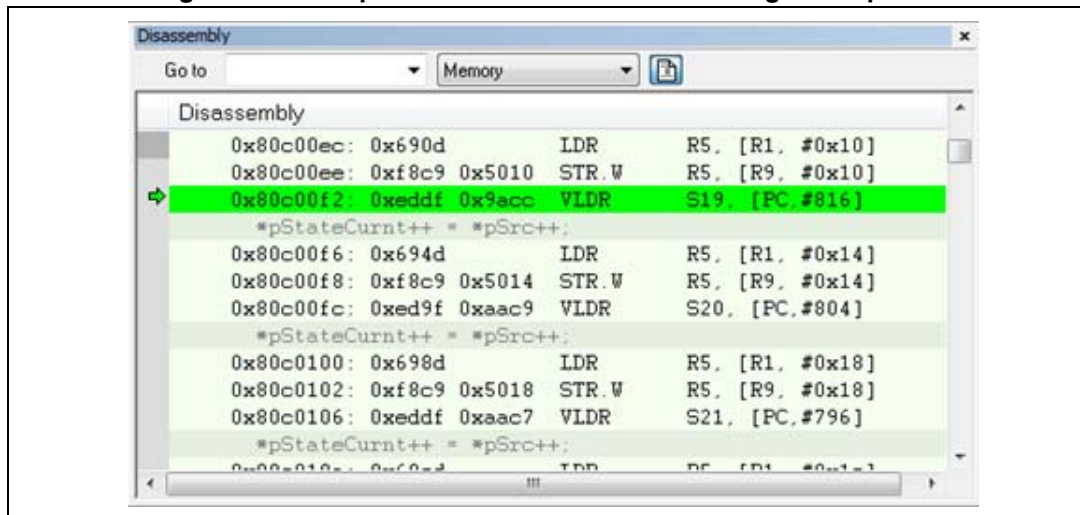 Disassembly
Go to Memory
Disassembly
0x80c00ec: 0x690d LDR R5, [R1, #0x10]
0x80c00ee: 0xf8c9 0x5010 STR.W R5, [R9, #0x10]
0x80c00f2: 0xeddf 0x9acc VLDR S19, [PC,#816]
*pStateCurnt++ = *pSrc++;
0x80c00f6: 0x694d LDR R5, [R1, #0x14]
0x80c00f8: 0xf8c9 0x5014 STR.W R5, [R9, #0x14]
0x80c00fc: 0xed9f 0xaac9 VLDR S20, [PC,#804]
*pStateCurnt++ = *pSrc++;
0x80c0100: 0x698d LDR R5, [R1, #0x18]
0x80c0102: 0xf8c9 0x5018 STR.W R5, [R9, #0x18]
0x80c0106: 0xeddf 0xaac7 VLDR S21, [PC,#796]
*pStateCurnt++ = *pSrc++;